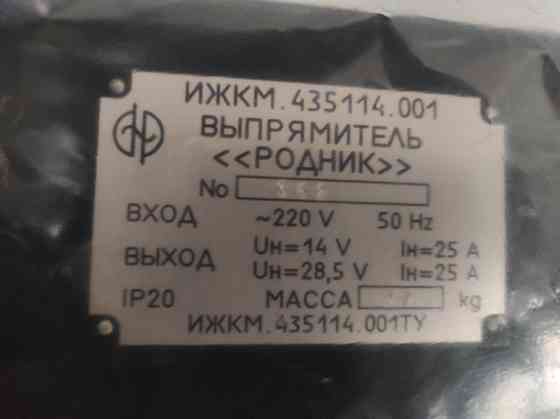 ИЖКМ.435114.001
ВЫПРЯМИТЕЛЬ
<<РОДНИК>>
No
ВХОД ~220 V 50 Hz
ВЫХОД Uн=14 V Iн=25 A
Uн=28,5 V Iн=25 A
IP20 МАССА kg
ИЖКМ.435114.001ТУ